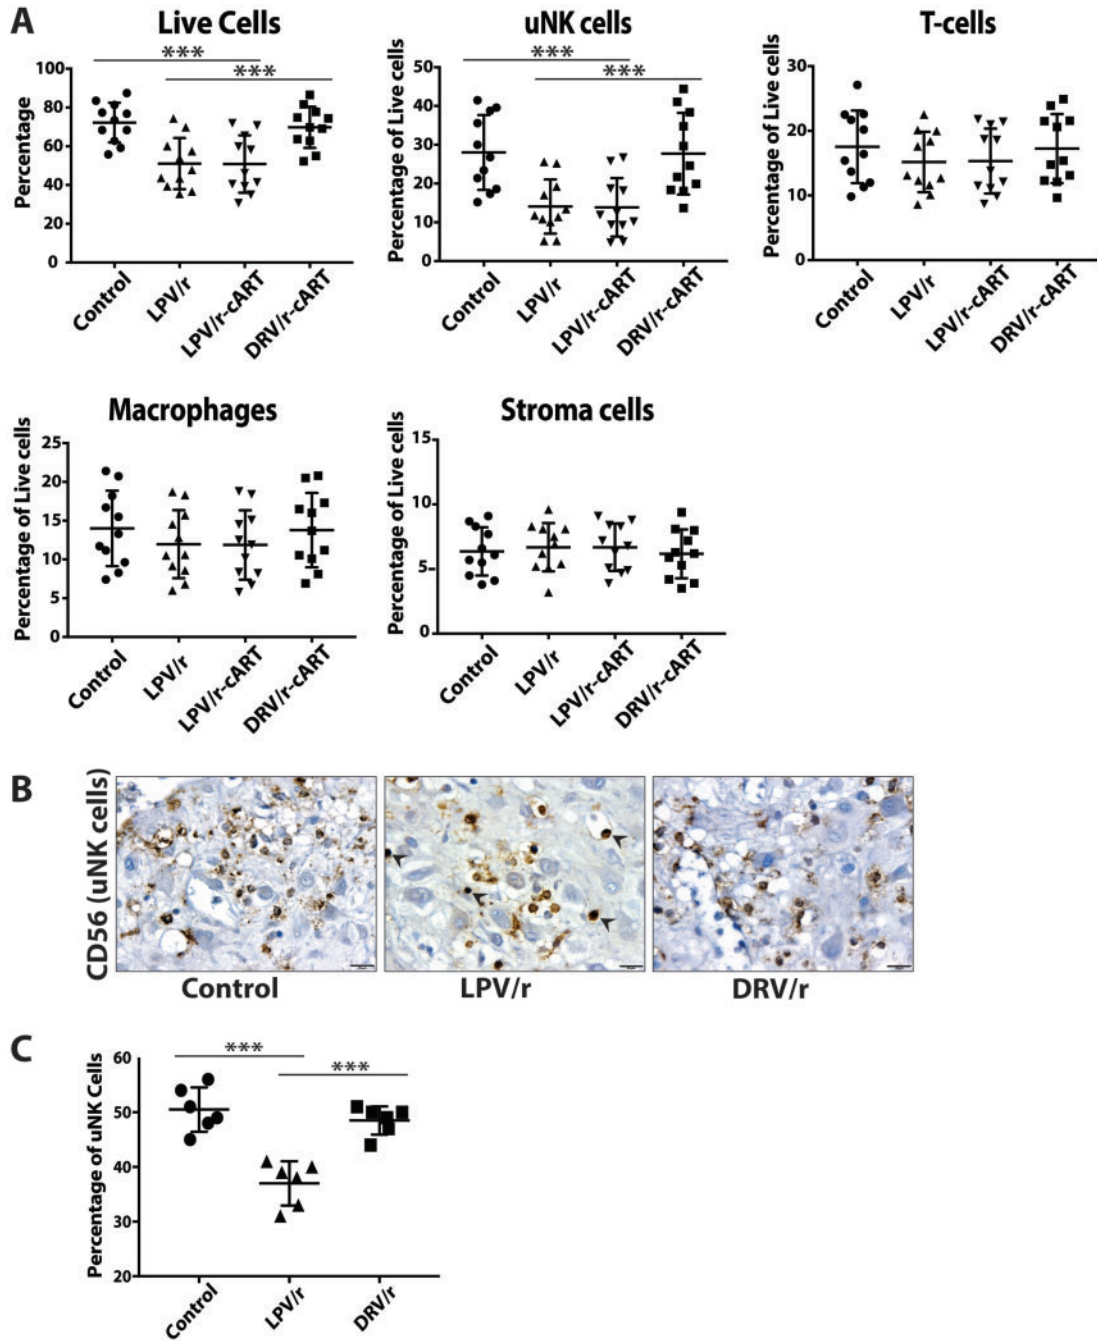 A
Live Cells
***
***
Percentage
100
80
60
40
20
0
Control
LPV/r
LPV/r-cART
DRV/r-cART
uNK cells
***
***
Percentage of Live cells
50
40
30
20
10
0
Control
LPV/r
LPV/r-cART
DRV/r-cART
T-cells
Percentage of Live cells
30
20
10
0
Control
LPV/r
LPV/r-cART
DRV/r-cART
Macrophages
Percentage of Live cells
25
20
15
10
5
0
Control
LPV/r
LPV/r-cART
DRV/r-cART
Stroma cells
Percentage of Live cells
15
10
5
0
Control
LPV/r
LPV/r-cART
DRV/r-cART
B
CD56 (uNK cells)
Control
LPV/r
DRV/r
C
***
***
Percentage of uNK Cells
60
50
40
30
20
Control
LPV/r
DRV/r